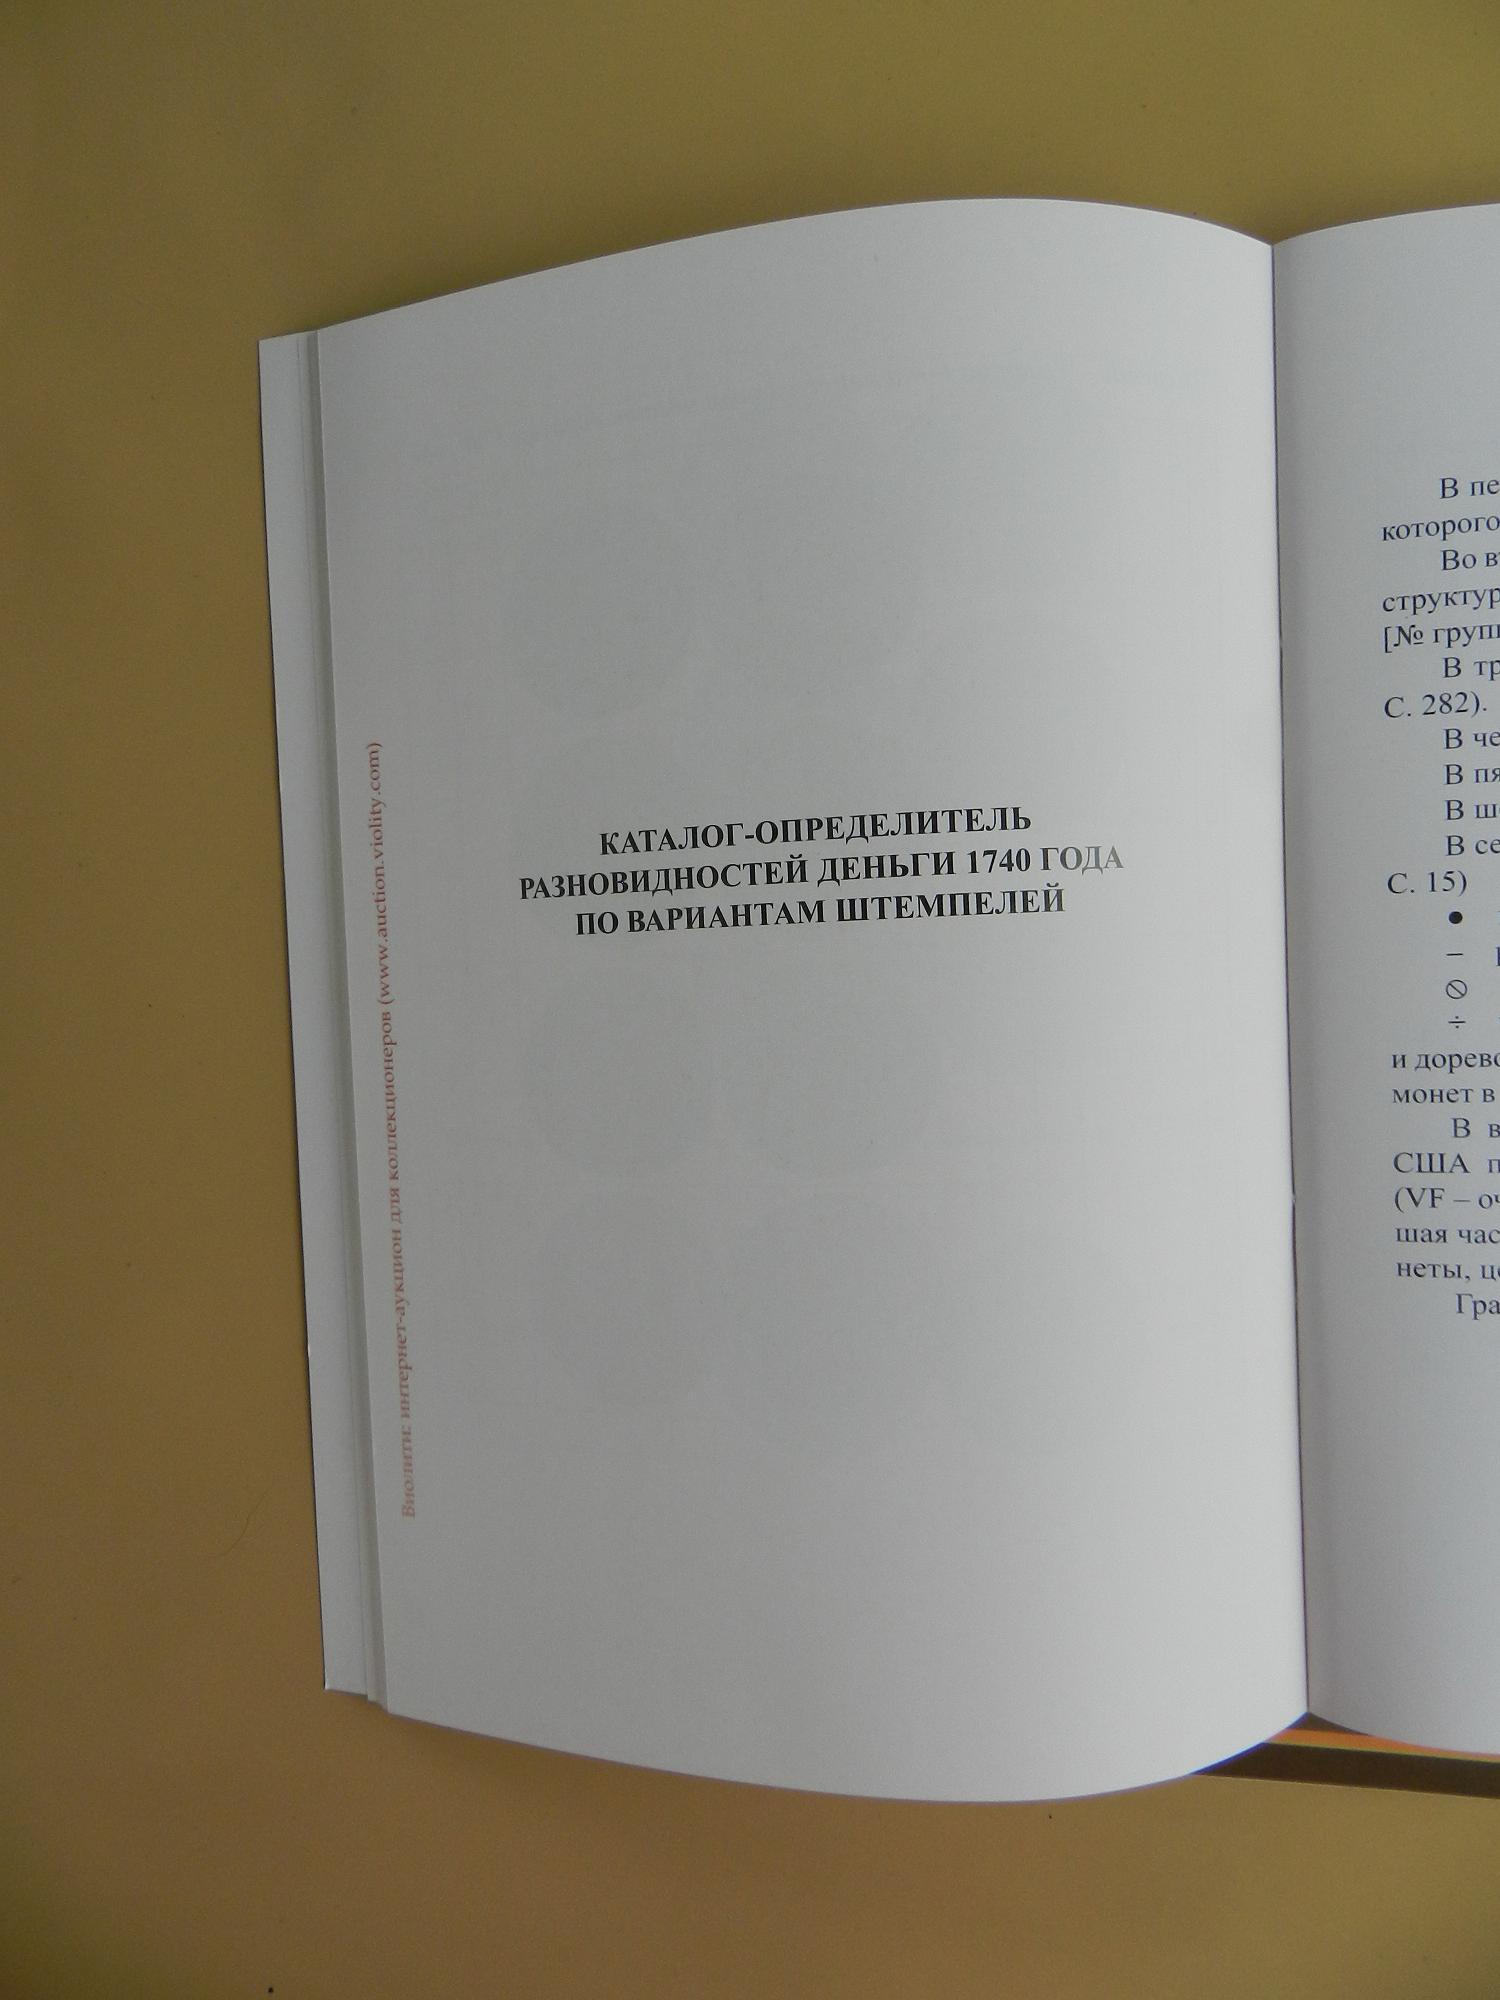 КАТАЛОГ-ОПРЕДЕЛИТЕЛЬ
РАЗНОВИДНОСТЕЙ ДЕНЬГИ 1740 ГОДА
ПО ВАРИАНТАМ ШТЕМПЕЛЕЙ
Виолити: интернет-аукцион для коллекционеров (www.auction.violity.com)
В пе
которого
Во вт
структур
[№ групп
В тр
С. 282).
В че
В пя
В ше
В се
С. 15)
●
–
⦸
÷
и дорево
монет в
В в
США п
(VF – оч
шая час
неты, це
Гра